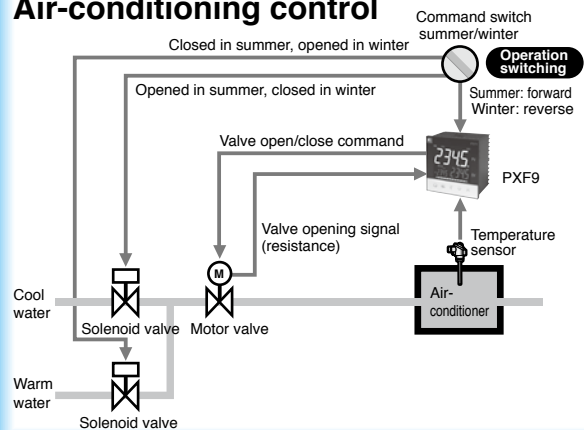 Air-conditioning control
Command switch
summer/winter
Closed in summer, opened in winter
Operation
switching
Opened in summer, closed in winter
Summer: forward
Winter: reverse
Valve open/close command
2345
PXF9
Valve opening signal
(resistance)
Temperature
sensor
M
Cool
water
Solenoid valve
Motor valve
Air-
conditioner
Warm
water
Solenoid valve